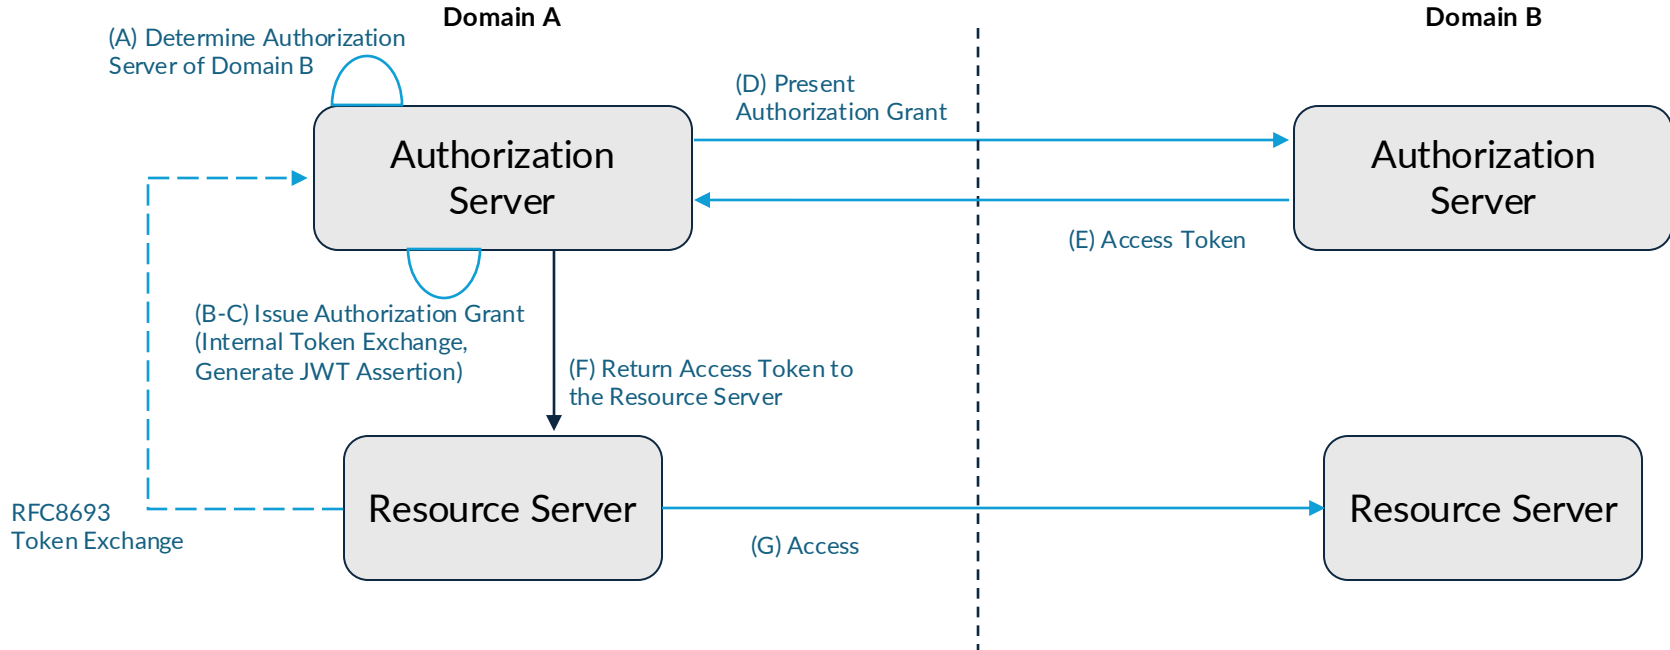 Domain A
Domain B
(A) Determine Authorization
Server of Domain B
(D) Present
Authorization Grant
Authorization
Server
Authorization
Server
(E) Access Token
(B-C) Issue Authorization Grant
(Internal Token Exchange,
Generate JWT Assertion)
(F) Return Access Token to
the Resource Server
Resource Server
Resource Server
RFC8693
Token Exchange
(G) Access